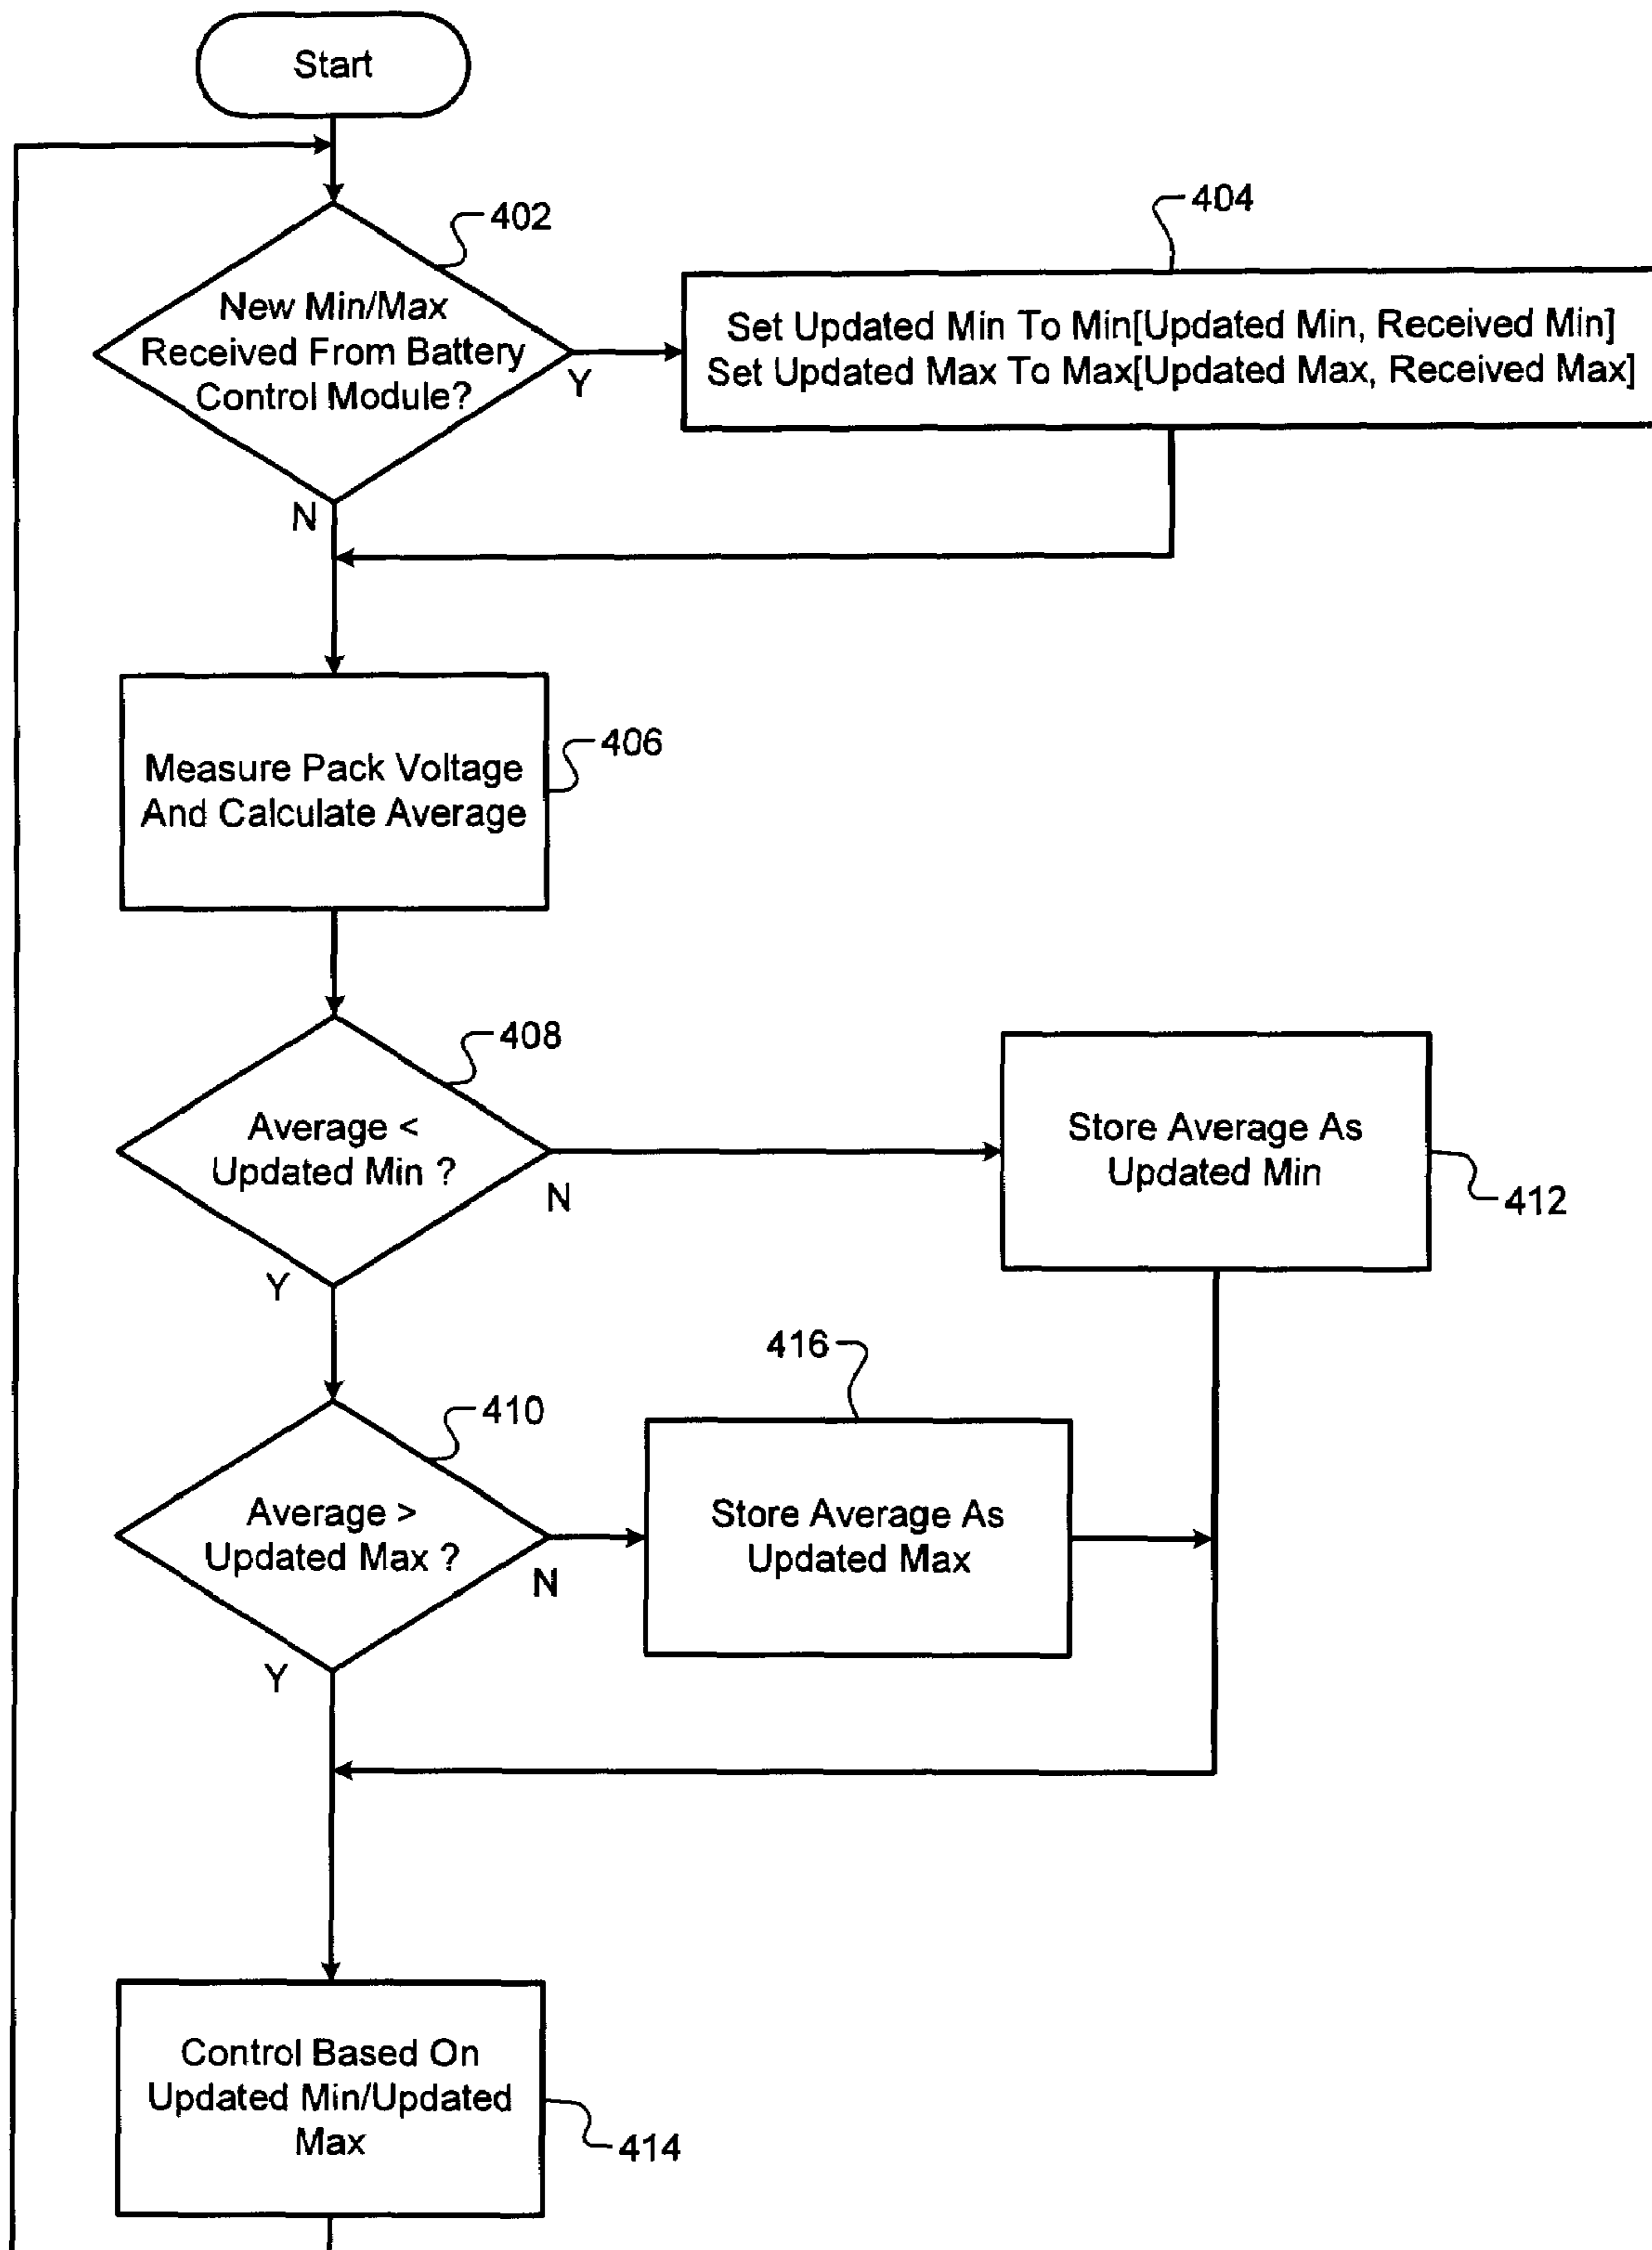 Start
402
New Min/Max
Received From Battery
Control Module?
Y
N
404
Set Updated Min To Min[Updated Min, Received Min]
Set Updated Max To Max[Updated Max, Received Max]
406
Measure Pack Voltage
And Calculate Average
408
Average <
Updated Min ?
N
Y
Store Average As
Updated Min
412
410
Average >
Updated Max ?
N
Y
416
Store Average As
Updated Max
Control Based On
Updated Min/Updated
Max
414